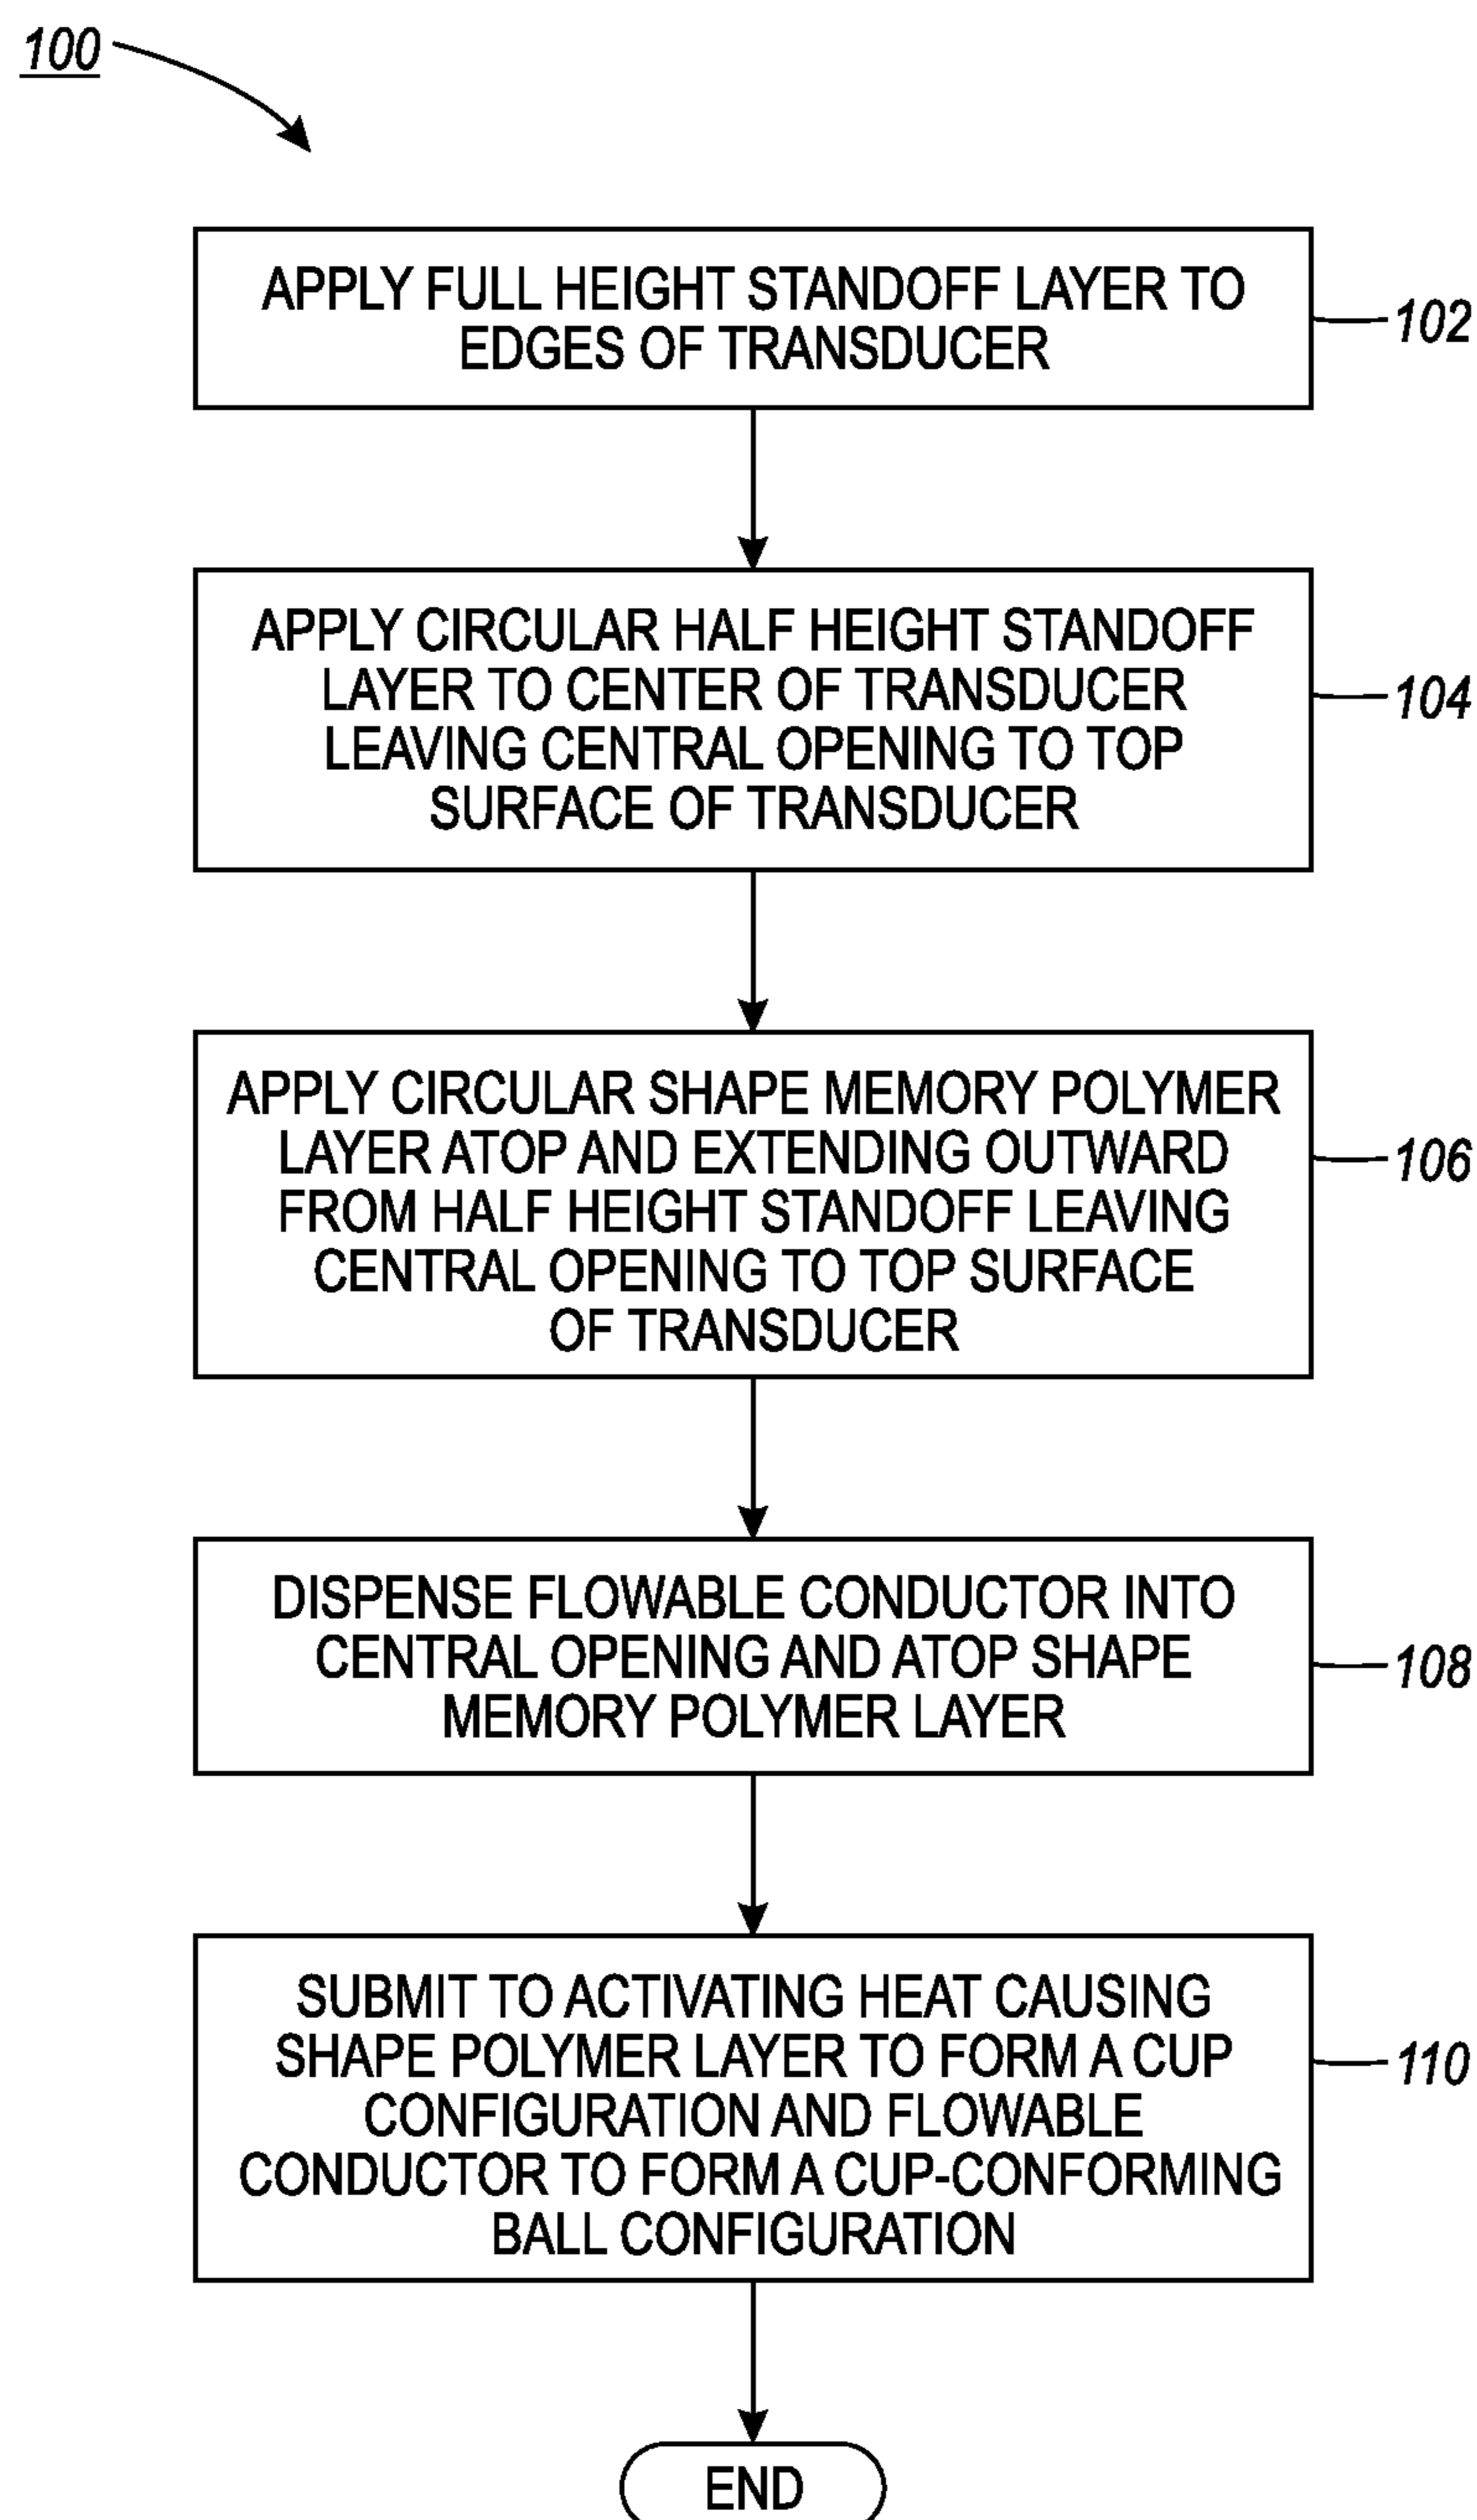 100
APPLY FULL HEIGHT STANDOFF LAYER TO
EDGES OF TRANSDUCER
102
APPLY CIRCULAR HALF HEIGHT STANDOFF
LAYER TO CENTER OF TRANSDUCER
LEAVING CENTRAL OPENING TO TOP
SURFACE OF TRANSDUCER
104
APPLY CIRCULAR SHAPE MEMORY POLYMER
LAYER ATOP AND EXTENDING OUTWARD
FROM HALF HEIGHT STANDOFF LEAVING
CENTRAL OPENING TO TOP SURFACE
OF TRANSDUCER
106
DISPENSE FLOWABLE CONDUCTOR INTO
CENTRAL OPENING AND ATOP SHAPE
MEMORY POLYMER LAYER
108
SUBMIT TO ACTIVATING HEAT CAUSING
SHAPE POLYMER LAYER TO FORM A CUP
CONFIGURATION AND FLOWABLE
CONDUCTOR TO FORM A CUP-CONFORMING
BALL CONFIGURATION
110
END